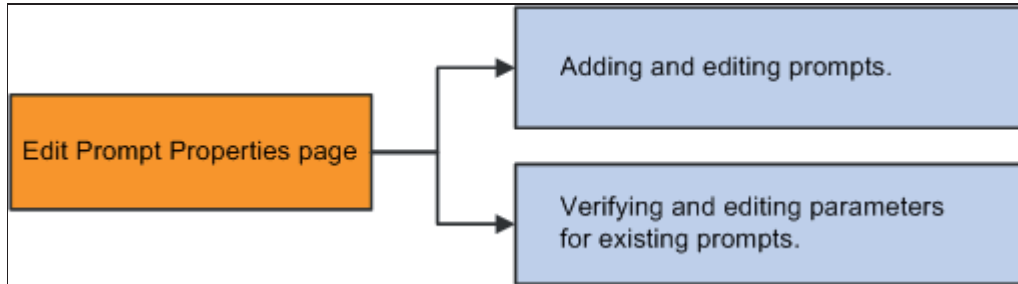 Adding and editing prompts.
Edit Prompt Properties page
Verifying and editing parameters
for existing prompts.